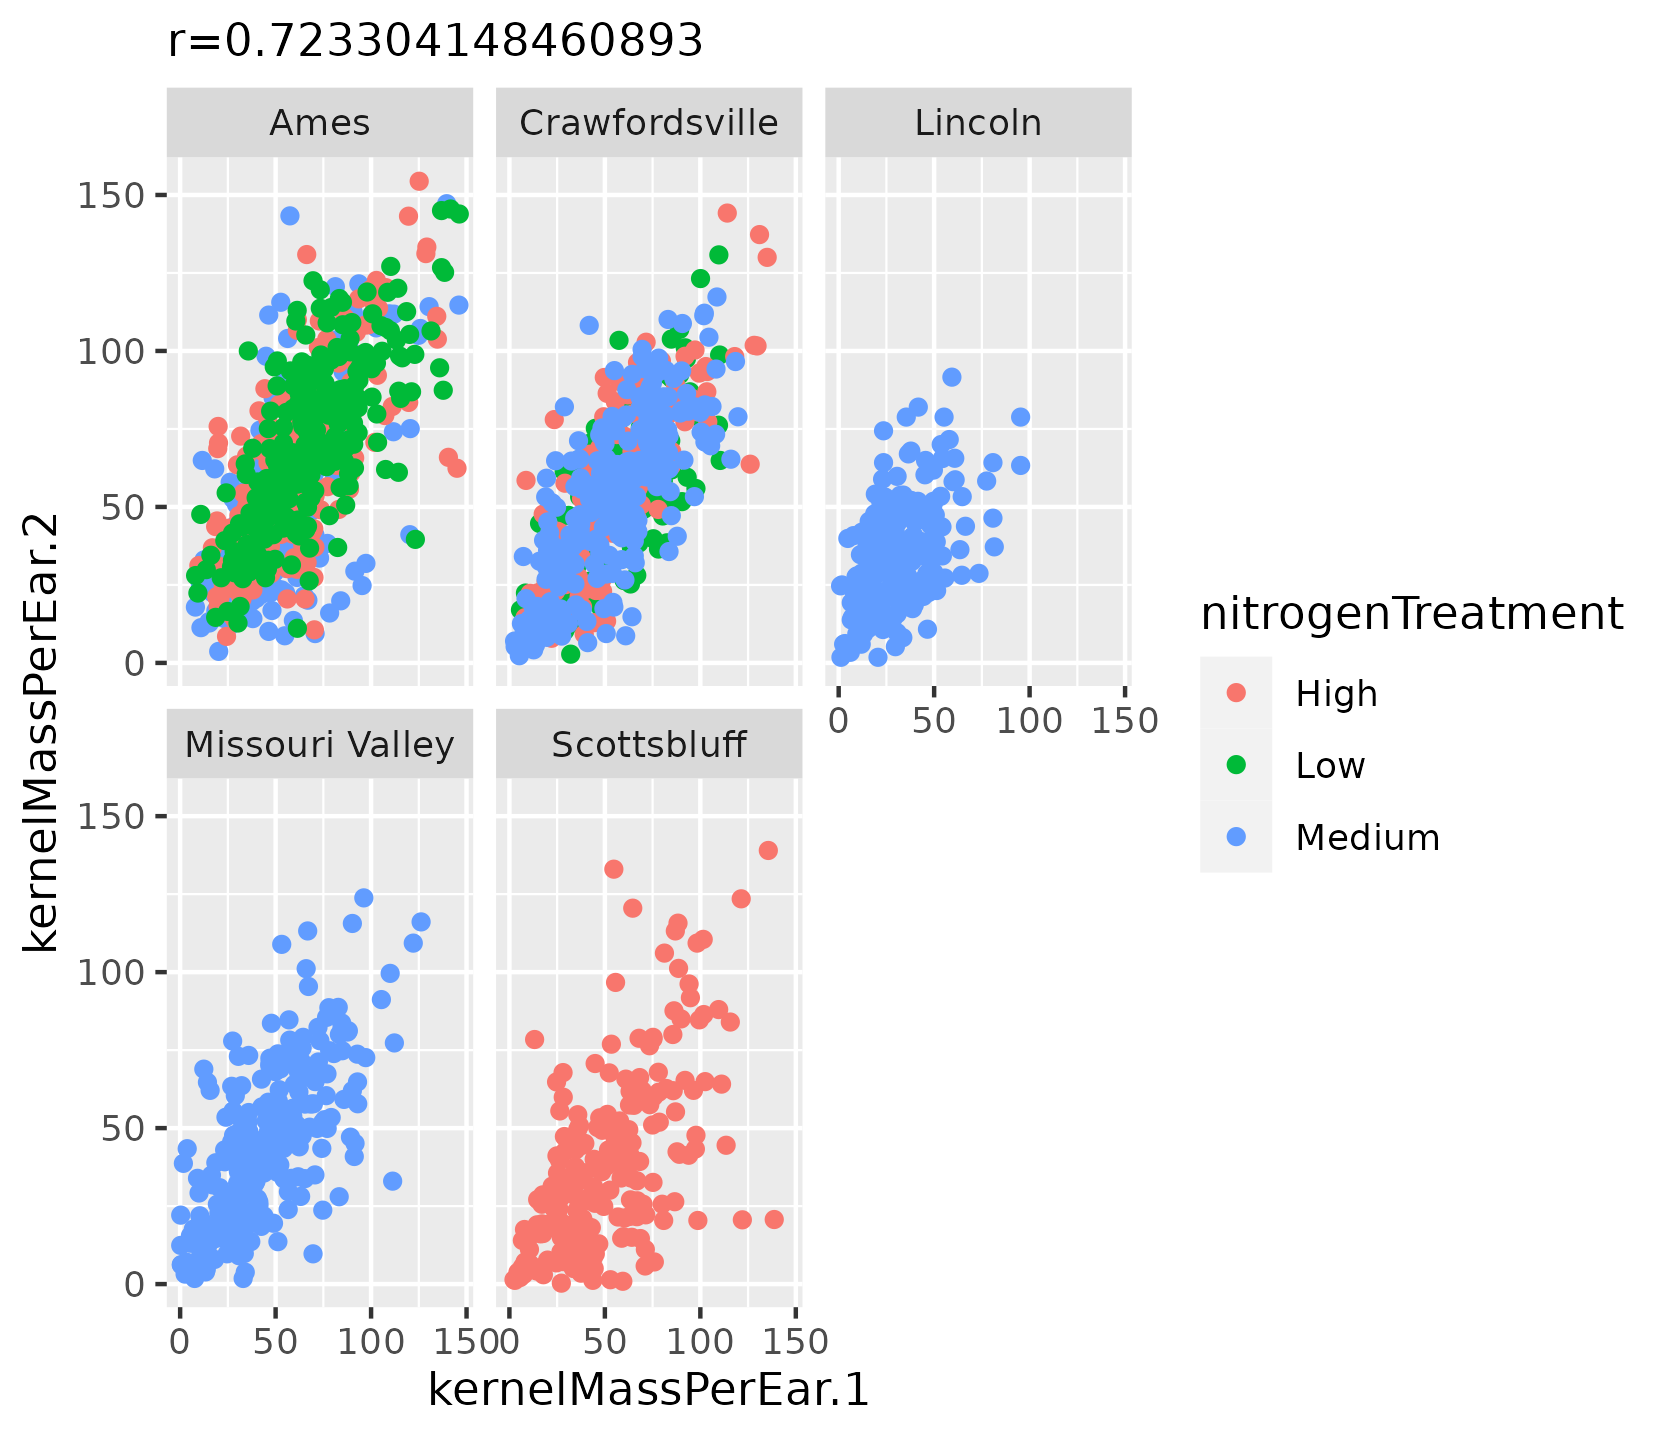 r=0.723304148460893
Ames Crawfordsville Lincoln
150
100
50
0
0 50 100 150
Missouri Valley Scottsbluff
150
100
50
0
0 50 100 150 0 50 100 150
kernelMassPerEar.1
kernelMassPerEar.2
nitrogenTreatment
High
Low
Medium